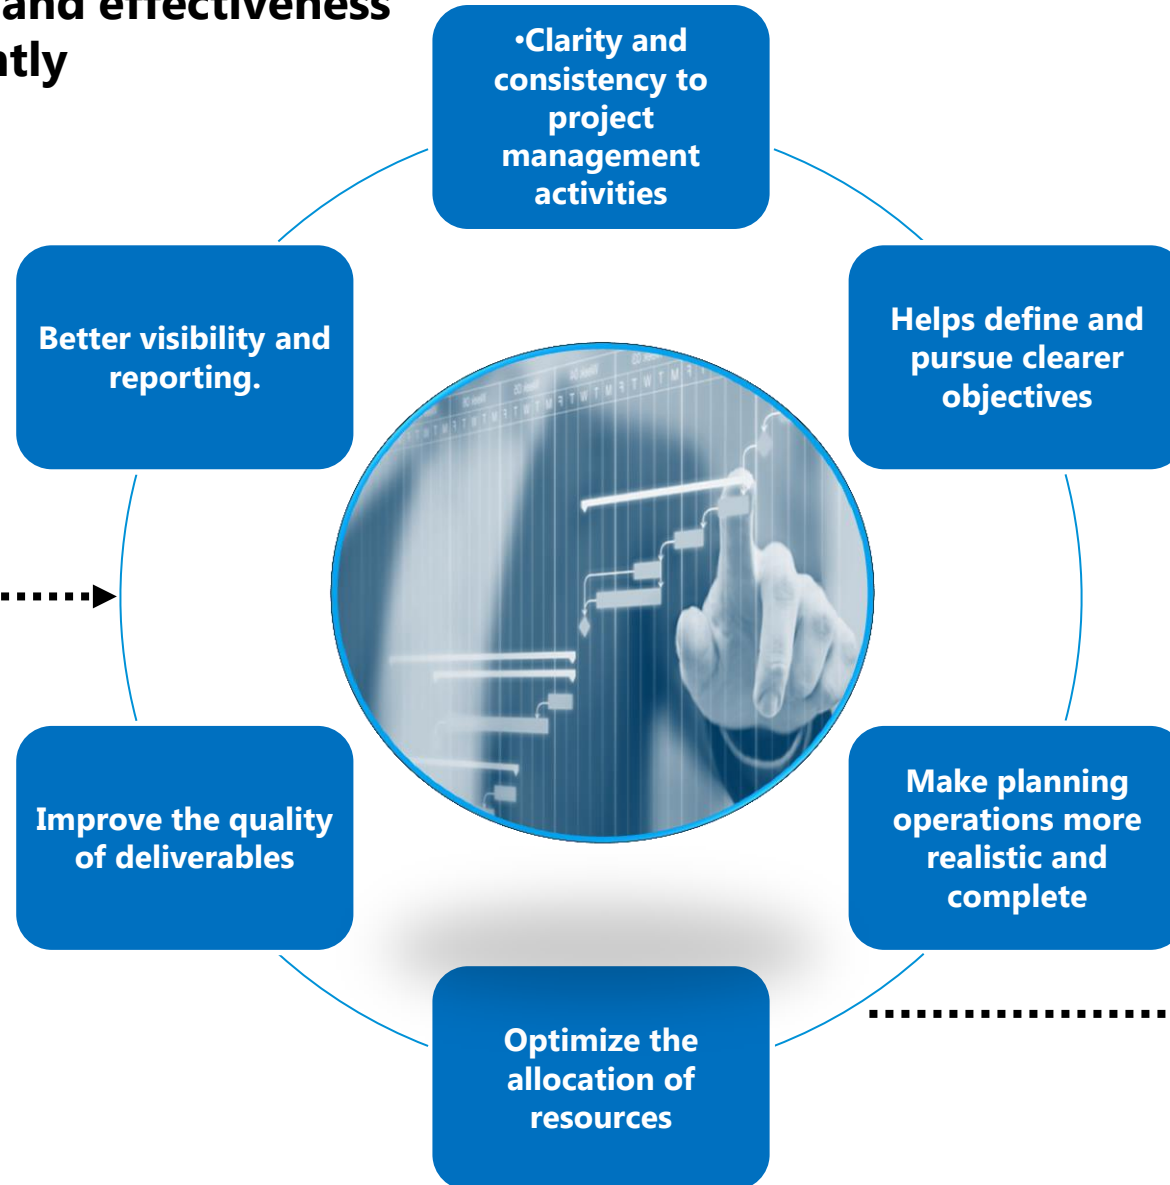 and effectiveness
ntly
•Clarity and
consistency to
project
management
activities
Helps define and
pursue clearer
objectives
Make planning
operations more
realistic and
complete
Optimize the
allocation of
resources
Improve the quality
of deliverables
Better visibility and
reporting.